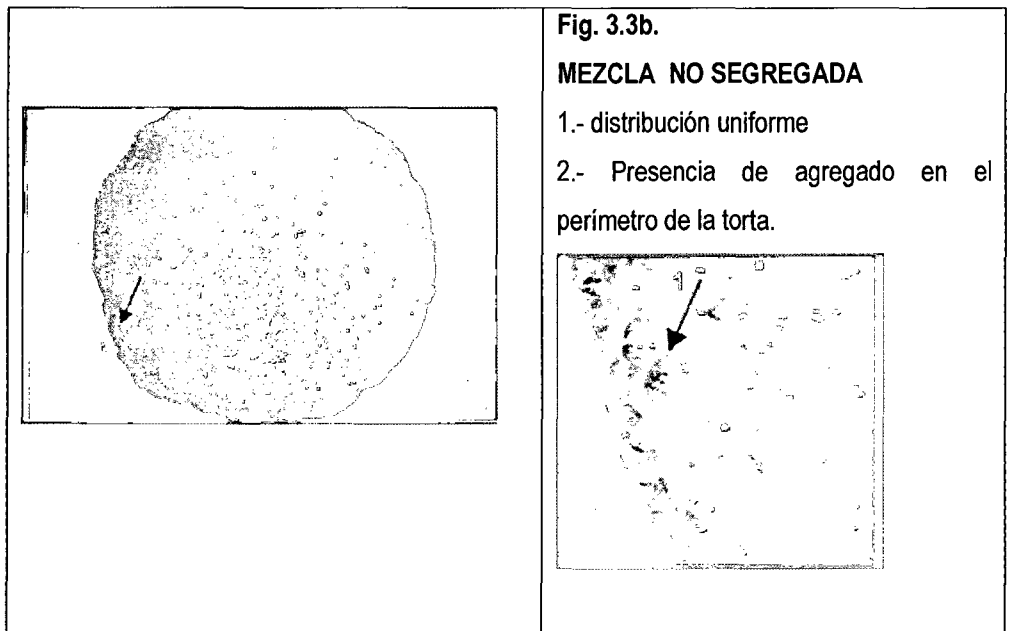 Fig. 3.3b.
MEZCLA NO SEGREGADA
1.- distribución uniforme
2.- Presencia de agregado en el
perímetro de la torta.